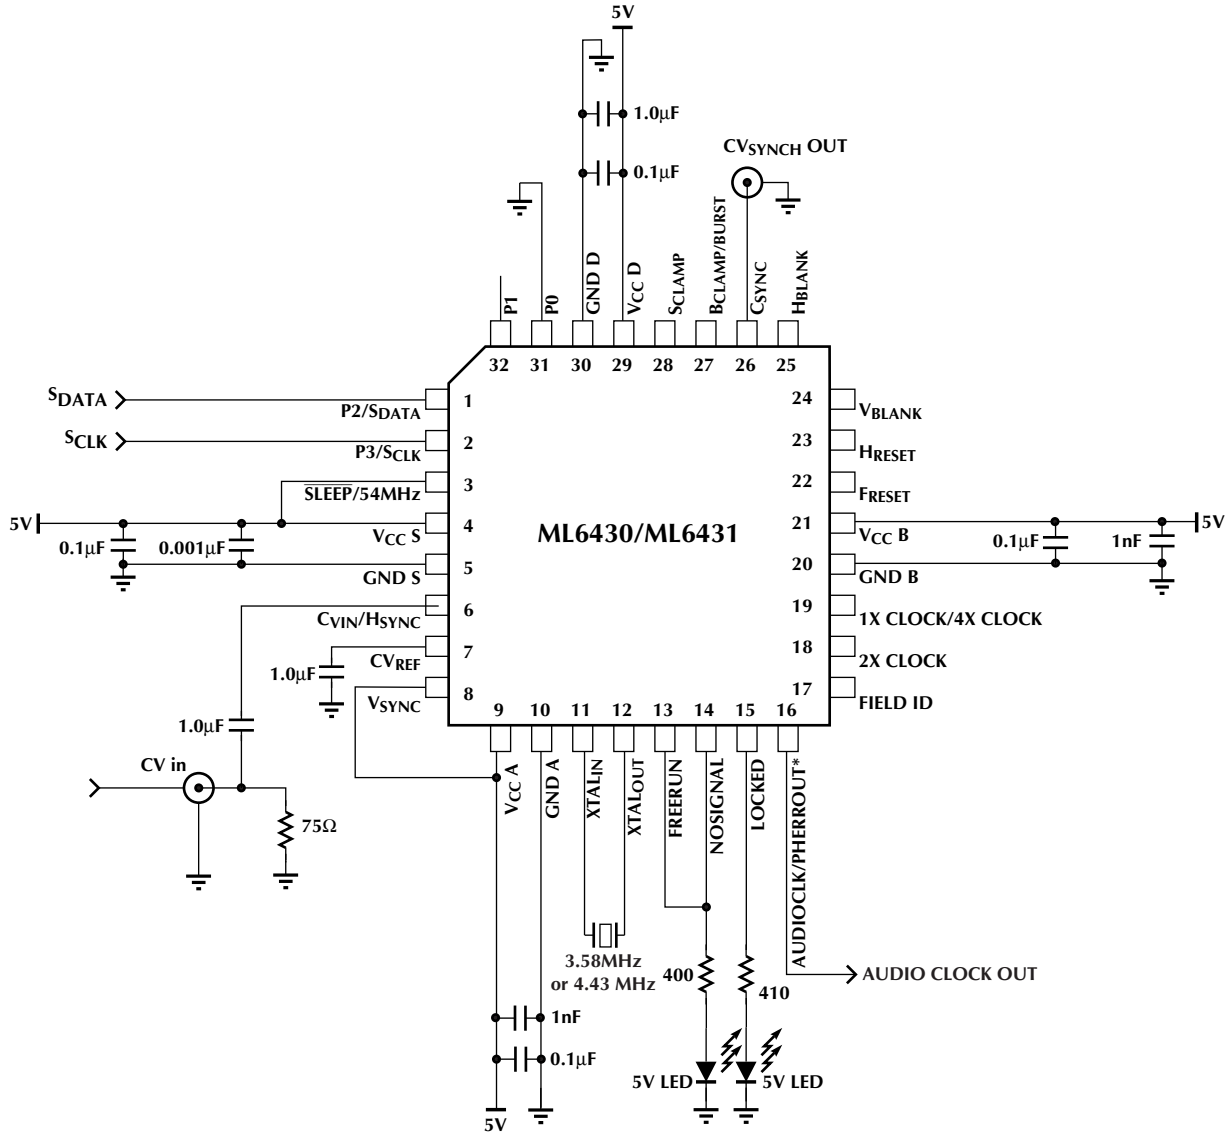 5V
1.0µF
0.1µF
CVSYNCH OUT
P1
P0
GND D
VCC D
SCLAMP
BCLAMP/BURST
CSYNC
HBLANK
32 31 30 29 28 27 26 25
SDATA
P2/SDATA
1
SCLK
P3/SCLK
2
SLEEP/54MHz
3
5V
0.1µF
0.001µF
VCC S
4
GND S
5
CVIN/HSYNC
6
1.0µF
CVREF
7
VSYNC
8
ML6430/ML6431
24
VBLANK
23
HRESET
22
FRESET
21
VCC B
0.1µF
1nF
5V
20
GND B
19
1X CLOCK/4X CLOCK
18
2X CLOCK
17
FIELD ID
9 10 11 12 13 14 15 16
1.0µF
CV in
75Ω
VCC A
GND A
XTALIN
XTALOUT
FREERUN
NOSIGNAL
LOCKED
AUDIOCLK/PHERROUT*
3.58MHz
or 4.43 MHz
400
410
AUDIO CLOCK OUT
1nF
0.1µF
5V LED
5V LED
5V